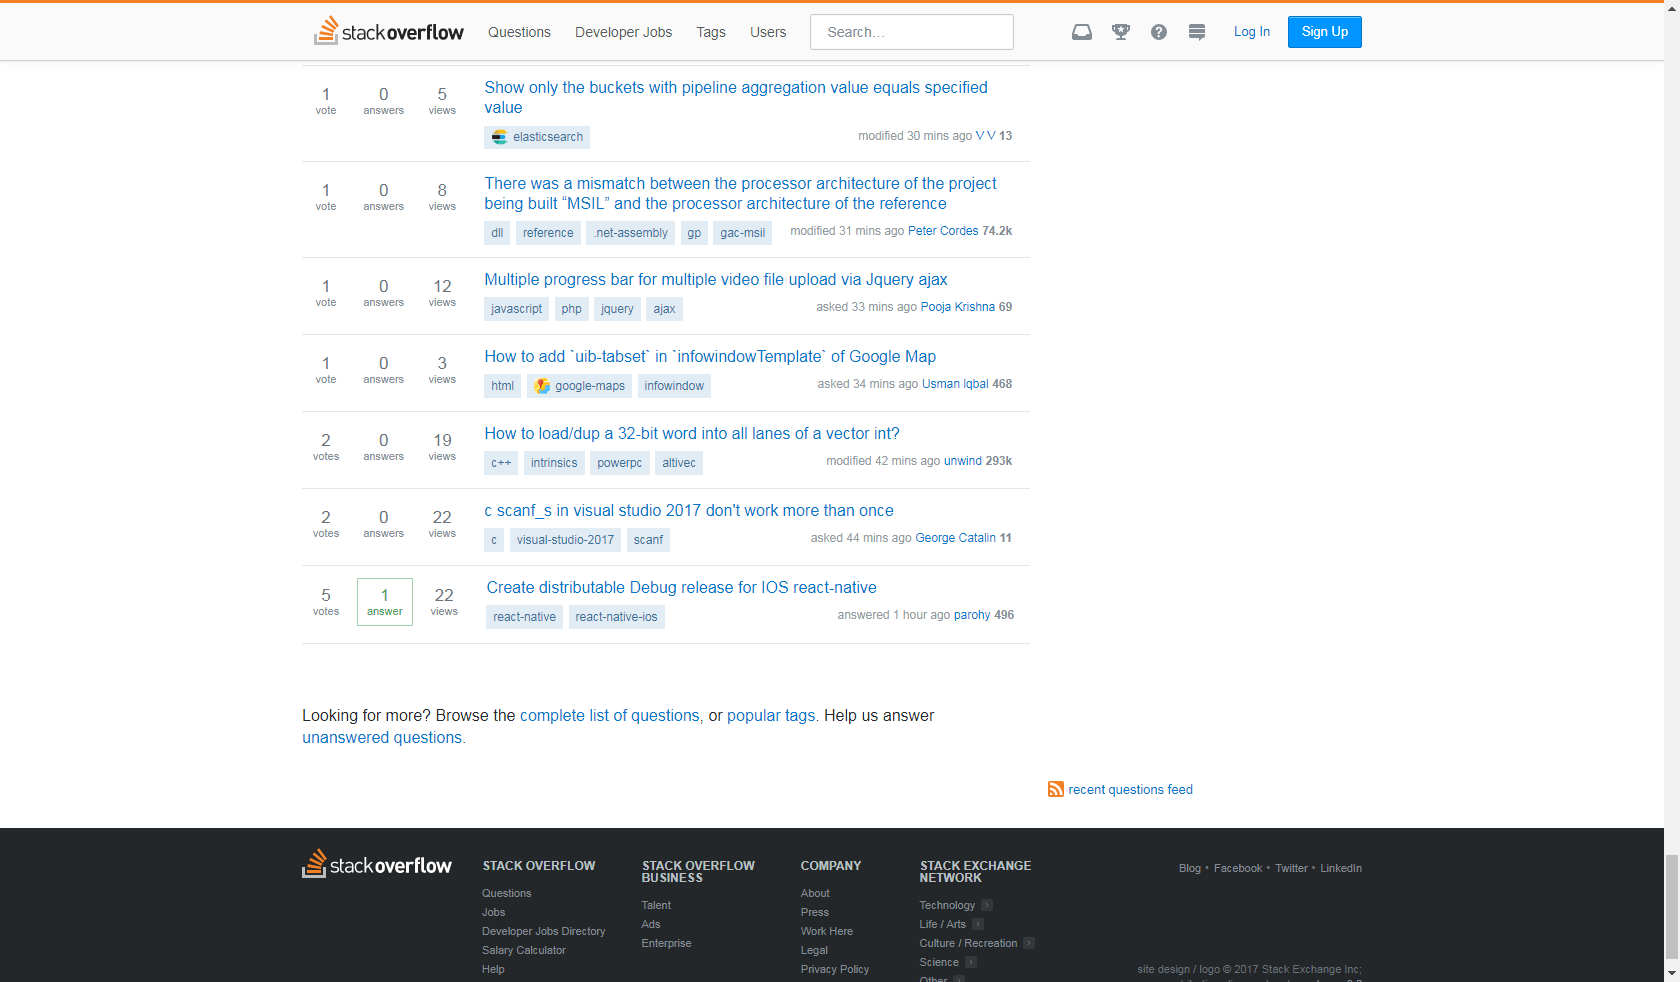 stackoverflow Questions Developer Jobs Tags Users Search... Log In Sign Up
1 vote 0 answers 5 views
Show only the buckets with pipeline aggregation value equals specified
value
elasticsearch modified 30 mins ago V V 13
1 vote 0 answers 8 views
There was a mismatch between the processor architecture of the project
being built “MSIL” and the processor architecture of the reference
dll reference .net-assembly gp gac-msil modified 31 mins ago Peter Cordes 74.2k
1 vote 0 answers 12 views
Multiple progress bar for multiple video file upload via Jquery ajax
javascript php jquery ajax asked 33 mins ago Pooja Krishna 69
1 vote 0 answers 3 views
How to add `uib-tabset` in `infowindowTemplate` of Google Map
html google-maps infowindow asked 34 mins ago Usman Iqbal 468
2 votes 0 answers 19 views
How to load/dup a 32-bit word into all lanes of a vector int?
c++ intrinsics powerpc altivec modified 42 mins ago unwind 293k
2 votes 0 answers 22 views
c scanf_s in visual studio 2017 don't work more than once
c visual-studio-2017 scanf asked 44 mins ago George Catalin 11
5 votes 1 answer 22 views
Create distributable Debug release for IOS react-native
react-native react-native-ios answered 1 hour ago parohy 496
Looking for more? Browse the complete list of questions, or popular tags. Help us answer
unanswered questions.
recent questions feed
stackoverflow
STACK OVERFLOW
Questions
Jobs
Developer Jobs Directory
Salary Calculator
Help
STACK OVERFLOW
BUSINESS
Talent
Ads
Enterprise
COMPANY
About
Press
Work Here
Legal
Privacy Policy
STACK EXCHANGE
NETWORK
Technology
Life / Arts
Culture / Recreation
Science
Other
Blog • Facebook • Twitter • LinkedIn
site design / logo © 2017 Stack Exchange Inc;